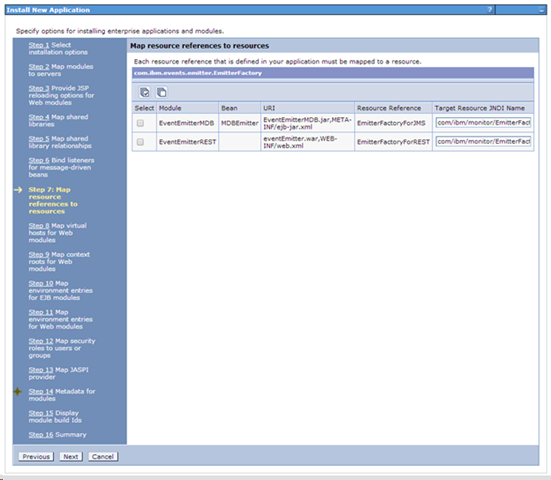 Install New Application
?
Specify options for installing enterprise applications and modules.
Step 1 Select
installation options
Step 2 Map modules
to servers
Step 3 Provide JSP
reloading options for
Web modules
Step 4 Map shared
libraries
Step 5 Map shared
library relationships
Step 6 Bind listeners
for message-driven
beans
Step 7: Map
resource
references to
resources
Step 8 Map virtual
hosts for Web
modules
Step 9 Map context
roots for Web
modules
Step 10 Map
environment entries
for EJB modules
Step 11 Map
environment entries
for Web modules
Step 12 Map security
roles to users or
groups
Step 13 Map JASPI
provider
Step 14 Metadata for
modules
Step 15 Display
module build Ids
Step 16 Summary
Map resource references to resources
Each resource reference that is defined in your application must be mapped to a resource.
com.ibm.events.emitter.EmitterFactory
Select Module Bean URI Resource Reference Target Resource JNDI Name
EventEmitterMDB MDBEmitter EventEmitterMDB.jar,META-
INF/ejb-jar.xml EmitterFactoryForJMS com/ibm/monitor/EmitterFact
EventEmitterREST eventEmitter.war,WEB-
INF/web.xml EmitterFactoryForREST com/ibm/monitor/EmitterFact
Previous Next Cancel